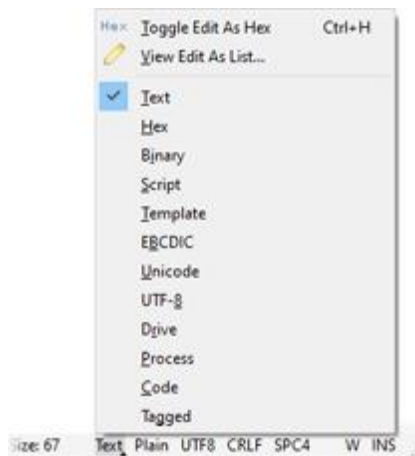 Hex Toggle Edit As Hex Ctrl+H
View Edit As List...
Text
Hex
Binary
Script
Template
EBCDIC
Unicode
UTF-8
Drive
Process
Code
Tagged
Size: 67 Text Plain UTF8 CRLF SPC4 W INS